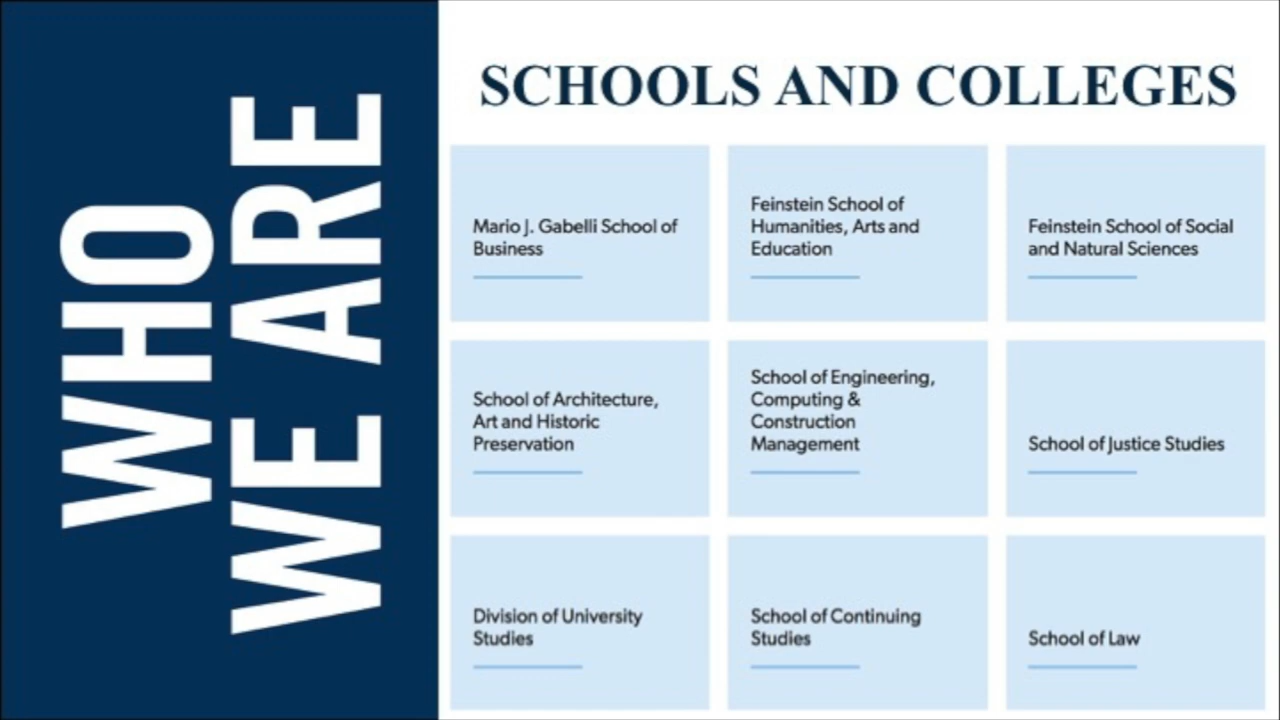 WHO
WE ARE
SCHOOLS AND COLLEGES
Mario J. Gabelli School of
Business
Feinstein School of
Humanities, Arts and
Education
Feinstein School of Social
and Natural Sciences
School of Architecture,
Art and Historic
Preservation
School of Engineering,
Computing &
Construction
Management
School of Justice Studies
Division of University
Studies
School of Continuing
Studies
School of Law